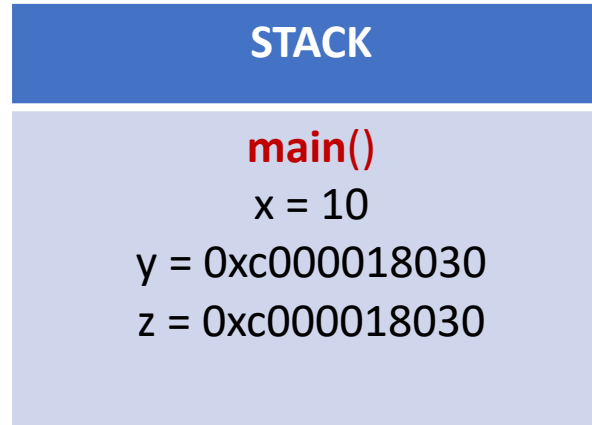 STACK
main()
x = 10
y = 0xc000018030
z = 0xc000018030